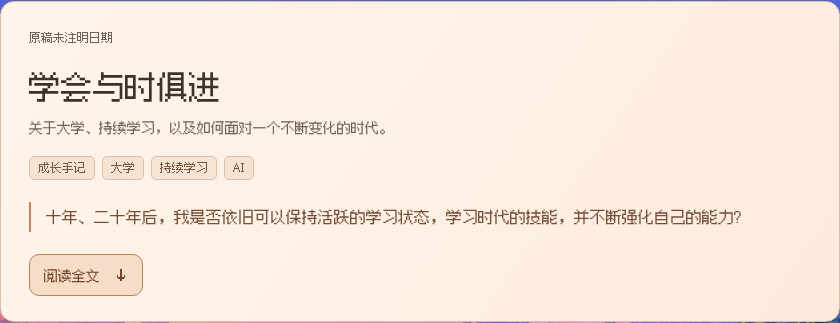 原稿未注明日期
学会与时俱进
关于大学、持续学习，以及如何面对一个不断变化的时代。
成长手记 大学 持续学习 AI
十年、二十年后，我是否依旧可以保持活跃的学习状态，学习时代的技能，并不断强化自己的能力？
阅读全文 ↓